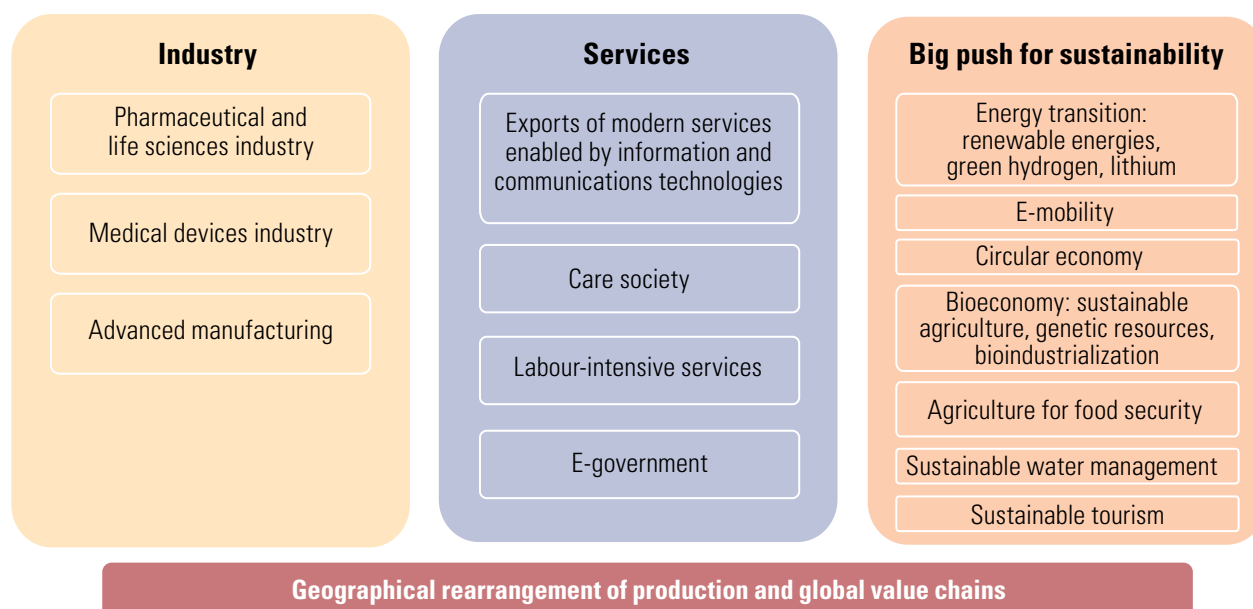 Industry
Pharmaceutical and
life sciences industry
Medical devices industry
Advanced manufacturing
Services
Exports of modern services
enabled by information and
communications technologies
Care society
Labour-intensive services
E-government
Big push for sustainability
Energy transition:
renewable energies,
green hydrogen, lithium
E-mobility
Circular economy
Bioeconomy: sustainable
agriculture, genetic resources,
bioindustrialization
Agriculture for food security
Sustainable water management
Sustainable tourism
Geographical rearrangement of production and global value chains